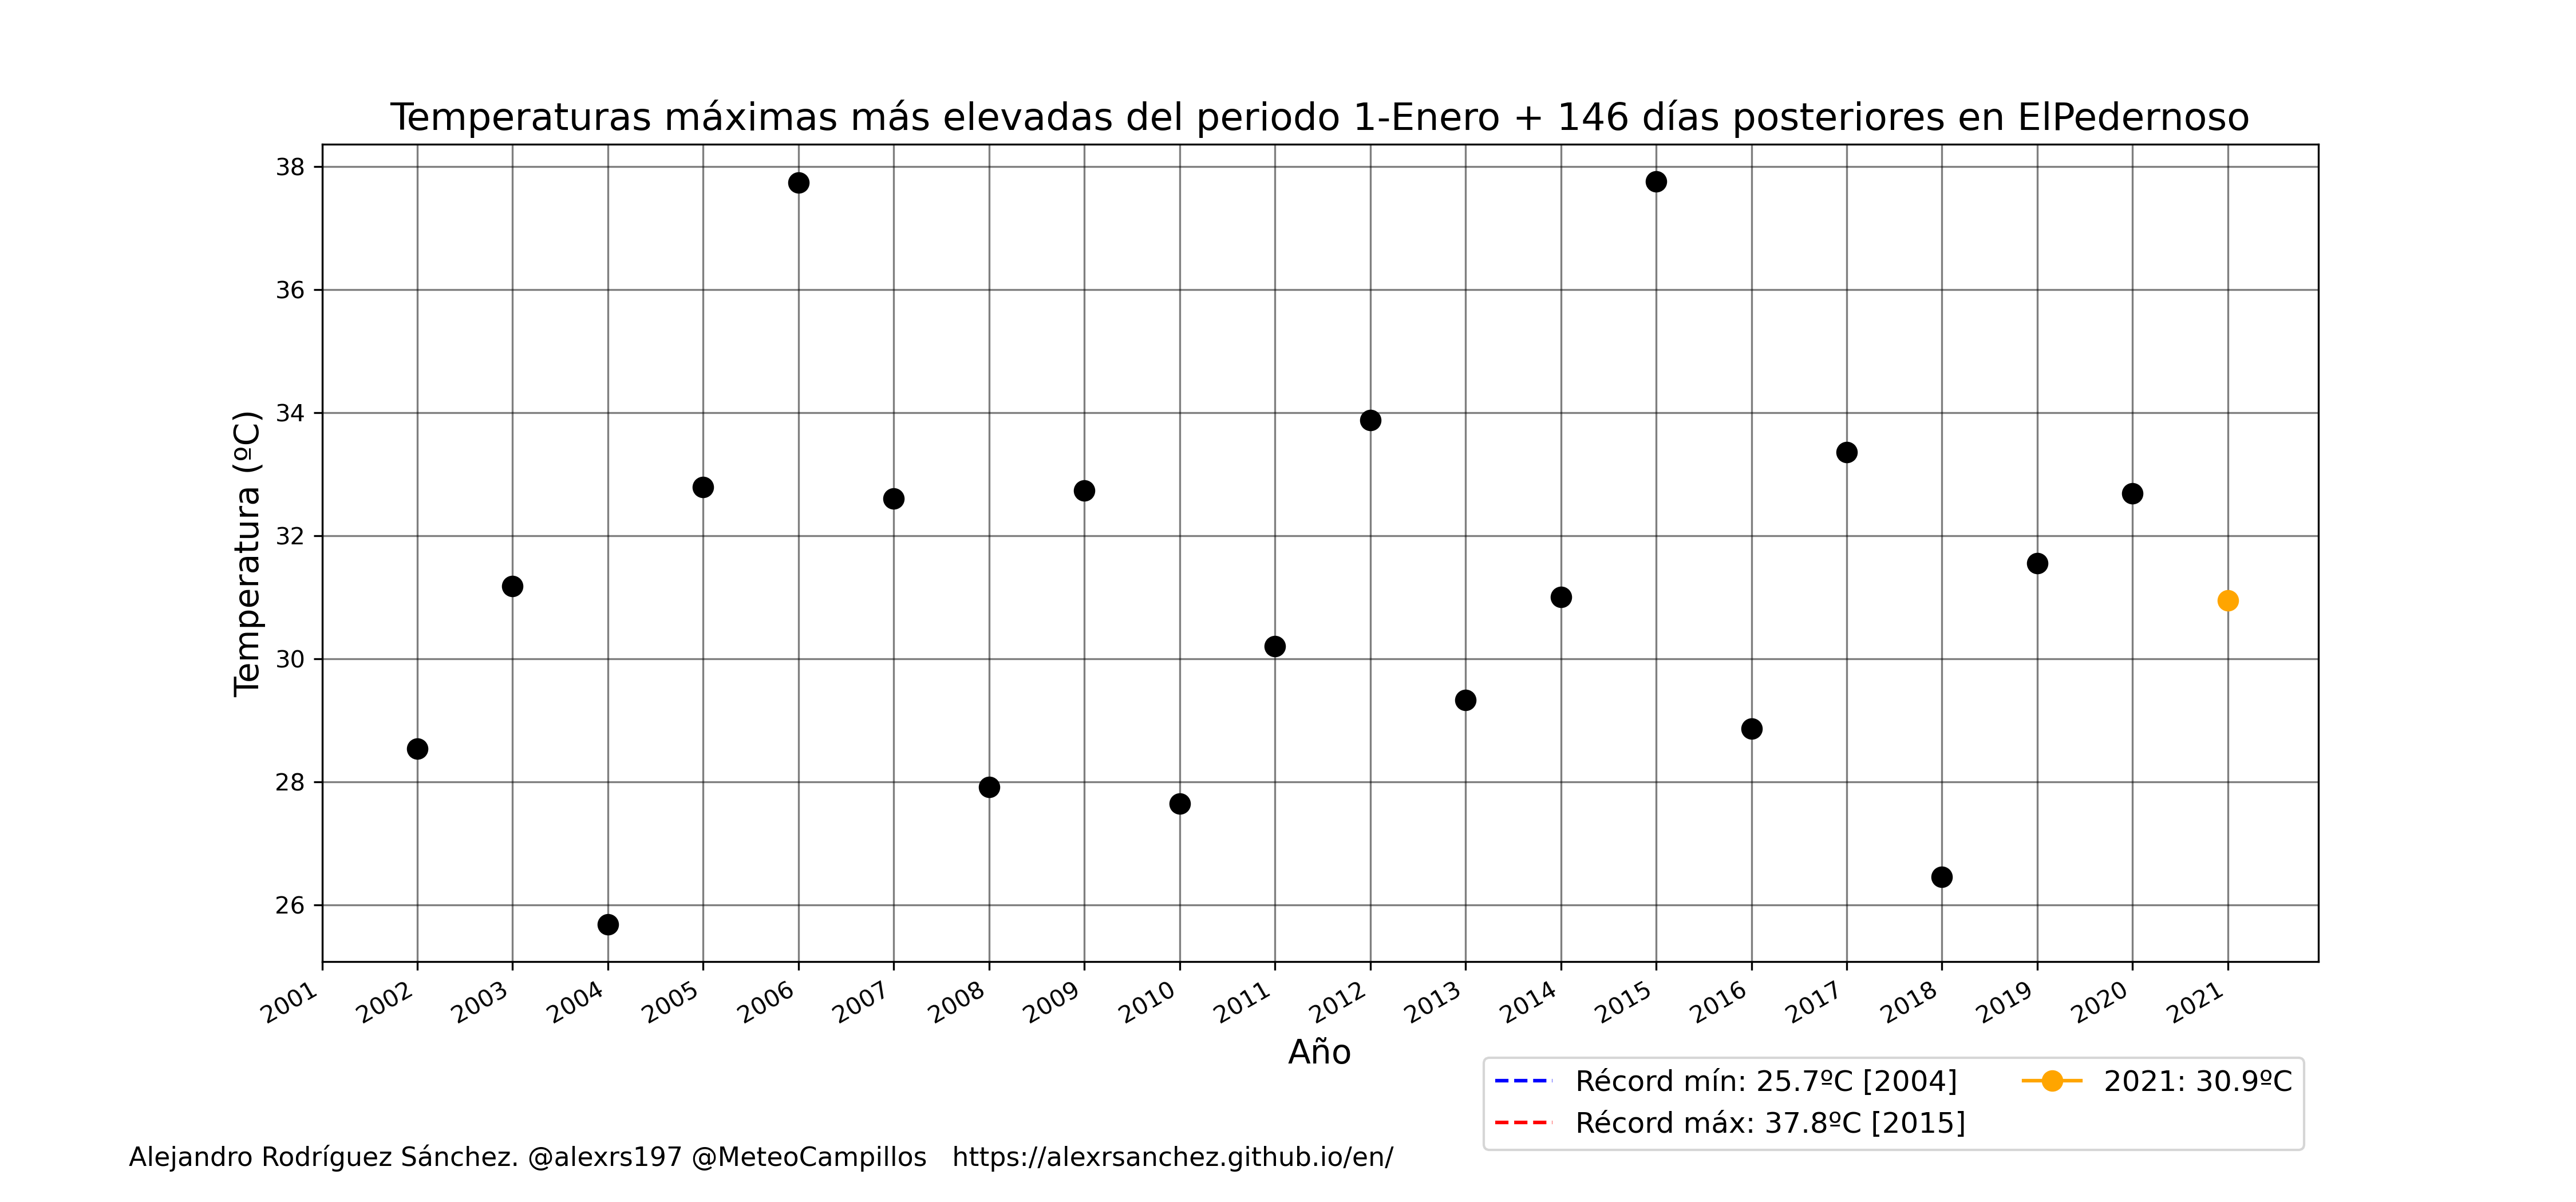 Temperaturas máximas más elevadas del periodo 1-Enero + 146 días posteriores en ElPedernoso
Temperatura (ºC)
38
36
34
32
30
28
26
2001 2002 2003 2004 2005 2006 2007 2008 2009 2010 2011 2012 2013 2014 2015 2016 2017 2018 2019 2020 2021
Año
Récord mín: 25.7ºC [2004]
Récord máx: 37.8ºC [2015]
2021: 30.9ºC
Alejandro Rodríguez Sánchez. @alexrs197 @MeteoCampillos https://alexrsanchez.github.io/en/